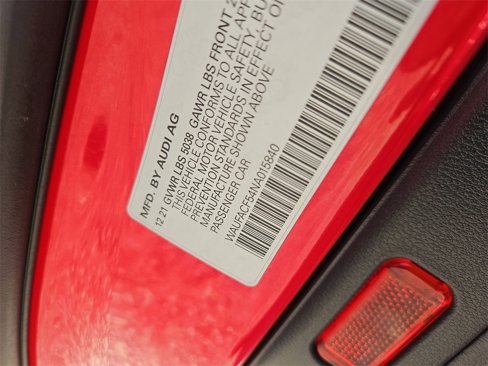 MFD. BY AUDI AG
12.21 GVWR LBS 5038 GAWR LBS FRONT 2
THIS VEHICLE CONFORMS TO ALL APP
FEDERAL MOTOR VEHICLE SAFETY, BU
PREVENTION STANDARDS IN EFFECT O
MANUFACTURE SHOWN ABOVE
PASSENGER CAR
WAUFACF54NA015840